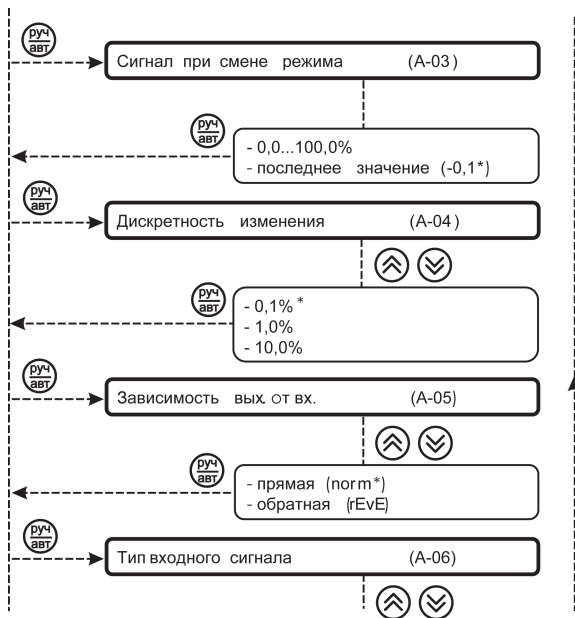 руч
авт
Сигнал при смене режима (А-03)
руч
авт
- 0,0...100,0%
- последнее значение (-0,1*)
руч
авт
Дискретность изменения (А-04)
руч
авт
- 0,1%*
- 1,0%
- 10,0%
руч
авт
Зависимость вых. от вх. (А-05)
руч
авт
- прямая (norm*)
- обратная (rEvE)
руч
авт
Тип входного сигнала (А-06)